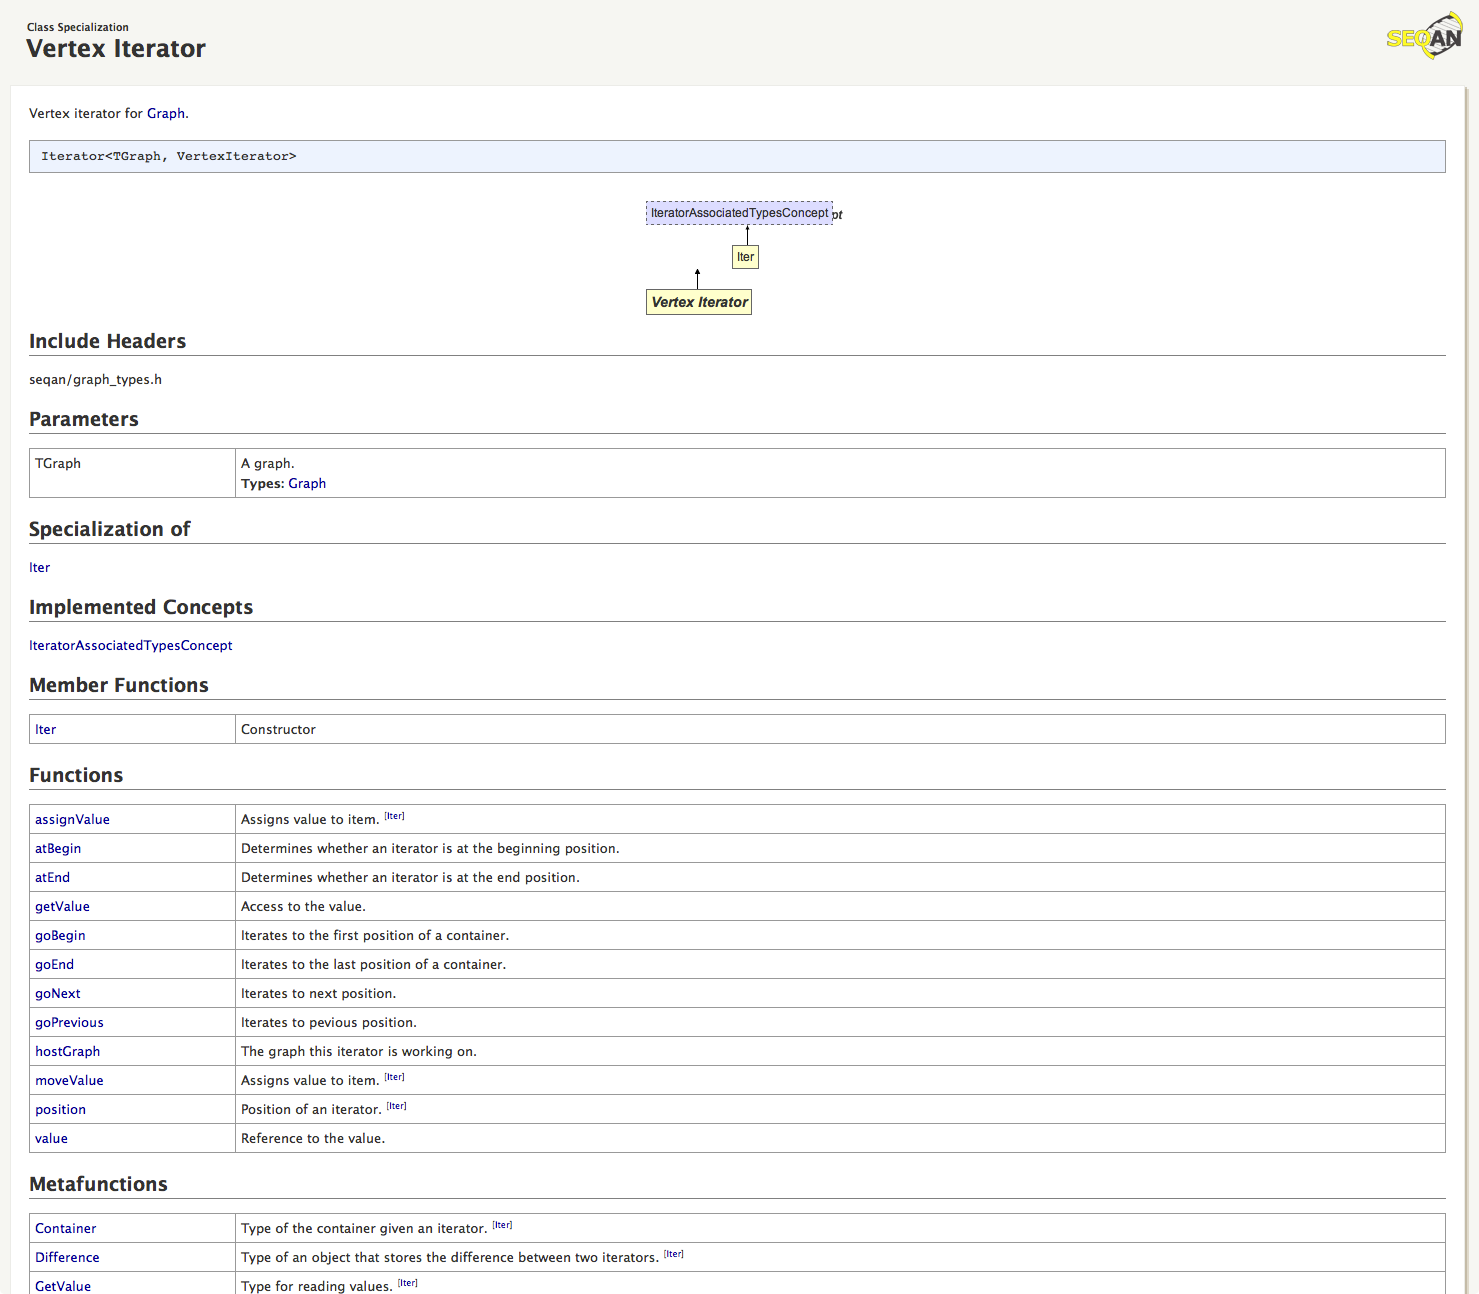 Class Specialization
Vertex Iterator
SEQAN
Vertex iterator for Graph.
Iterator<TGraph, VertexIterator>
IteratorAssociatedTypesConcept pt
Iter
Vertex Iterator
Include Headers
seqan/graph_types.h
Parameters
TGraph A graph.
Types: Graph
Specialization of
Iter
Implemented Concepts
IteratorAssociatedTypesConcept
Member Functions
Iter Constructor
Functions
assignValue Assigns value to item. [Iter]
atBegin Determines whether an iterator is at the beginning position.
atEnd Determines whether an iterator is at the end position.
getValue Access to the value.
goBegin Iterates to the first position of a container.
goEnd Iterates to the last position of a container.
goNext Iterates to next position.
goPrevious Iterates to pevious position.
hostGraph The graph this iterator is working on.
moveValue Assigns value to item. [Iter]
position Position of an iterator. [Iter]
value Reference to the value.
Metafunctions
Container Type of the container given an iterator. [Iter]
Difference Type of an object that stores the difference between two iterators. [Iter]
GetValue Type for reading values. [Iter]